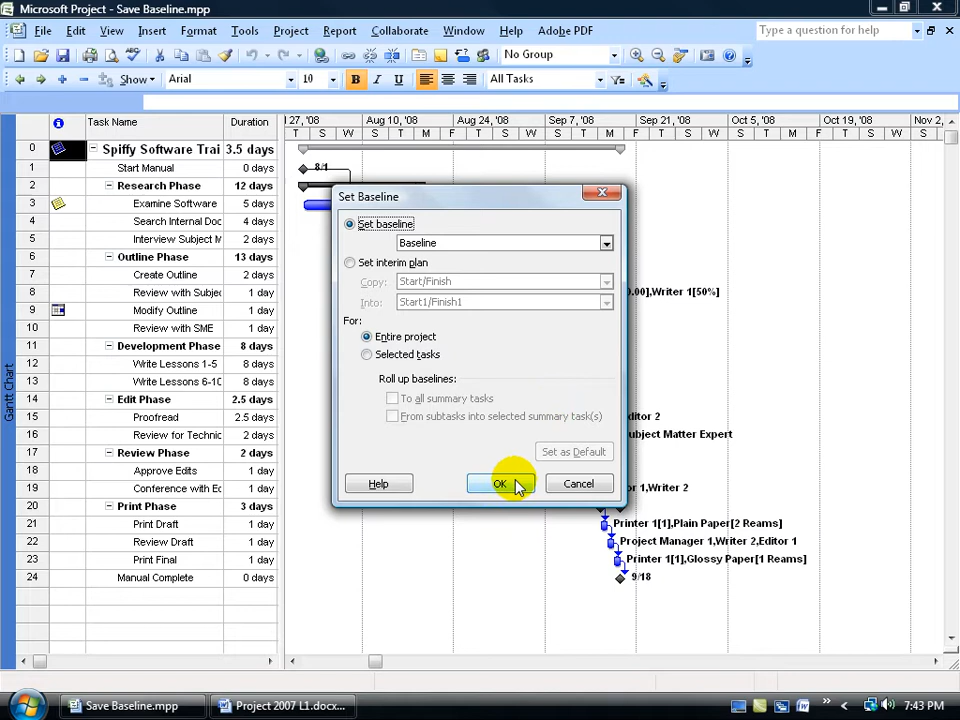 Microsoft Project - Save Baseline.mpp
File Edit View Insert Format Tools Project Report Collaborate Window Help Adobe PDF
Type a question for help
No Group
Show Arial 10 B I U All Tasks
Task Name Duration
27, '08 Aug 10, '08 Aug 24, '08 Sep 7, '08 Sep 21, '08 Oct 5, '08 Oct 19, '08 Nov 2,
T S W S T M F T S W S T M F T S W S
0 Spiffy Software Trai 3.5 days
1 Start Manual 0 days 8/1
2 Research Phase 12 days
3 Examine Software 5 days
4 Search Internal Doc 4 days
5 Interview Subject M 3 days
6 Outline Phase 13 days
7 Create Outline 2 days
8 Review with Subje 1 day .00],Writer 1[50%]
9 Modify Outline 1 day
10 Review with SME 1 day
11 Development Phase 8 days
12 Write Lessons 1-5 8 days
13 Write Lessons 6-10 8 days
14 Edit Phase 2.5 days
15 Proofread 2.5 days ditor 2
16 Review for Technic 2 days ubject Matter Expert
17 Review Phase 2 days
18 Approve Edits 1 day
19 Conference with Ec 1 day or 1,Writer 2
20 Print Phase 3 days
21 Print Draft 1 day Printer 1[1],Plain Paper[2 Reams]
22 Review Draft 1 day Project Manager 1,Writer 2,Editor 1
23 Print Final 1 day Printer 1[1],Glossy Paper[1 Reams]
24 Manual Complete 0 days 9/18
Gantt Chart
Set Baseline
Set baseline
Baseline
Set interim plan
Copy: Start/Finish
Into: Start1/Finish1
For:
Entire project
Selected tasks
Roll up baselines:
To all summary tasks
From subtasks into selected summary task(s)
Set as Default
Help OK Cancel
Save Baseline.mpp Project 2007 L1.docx... 7:43 PM